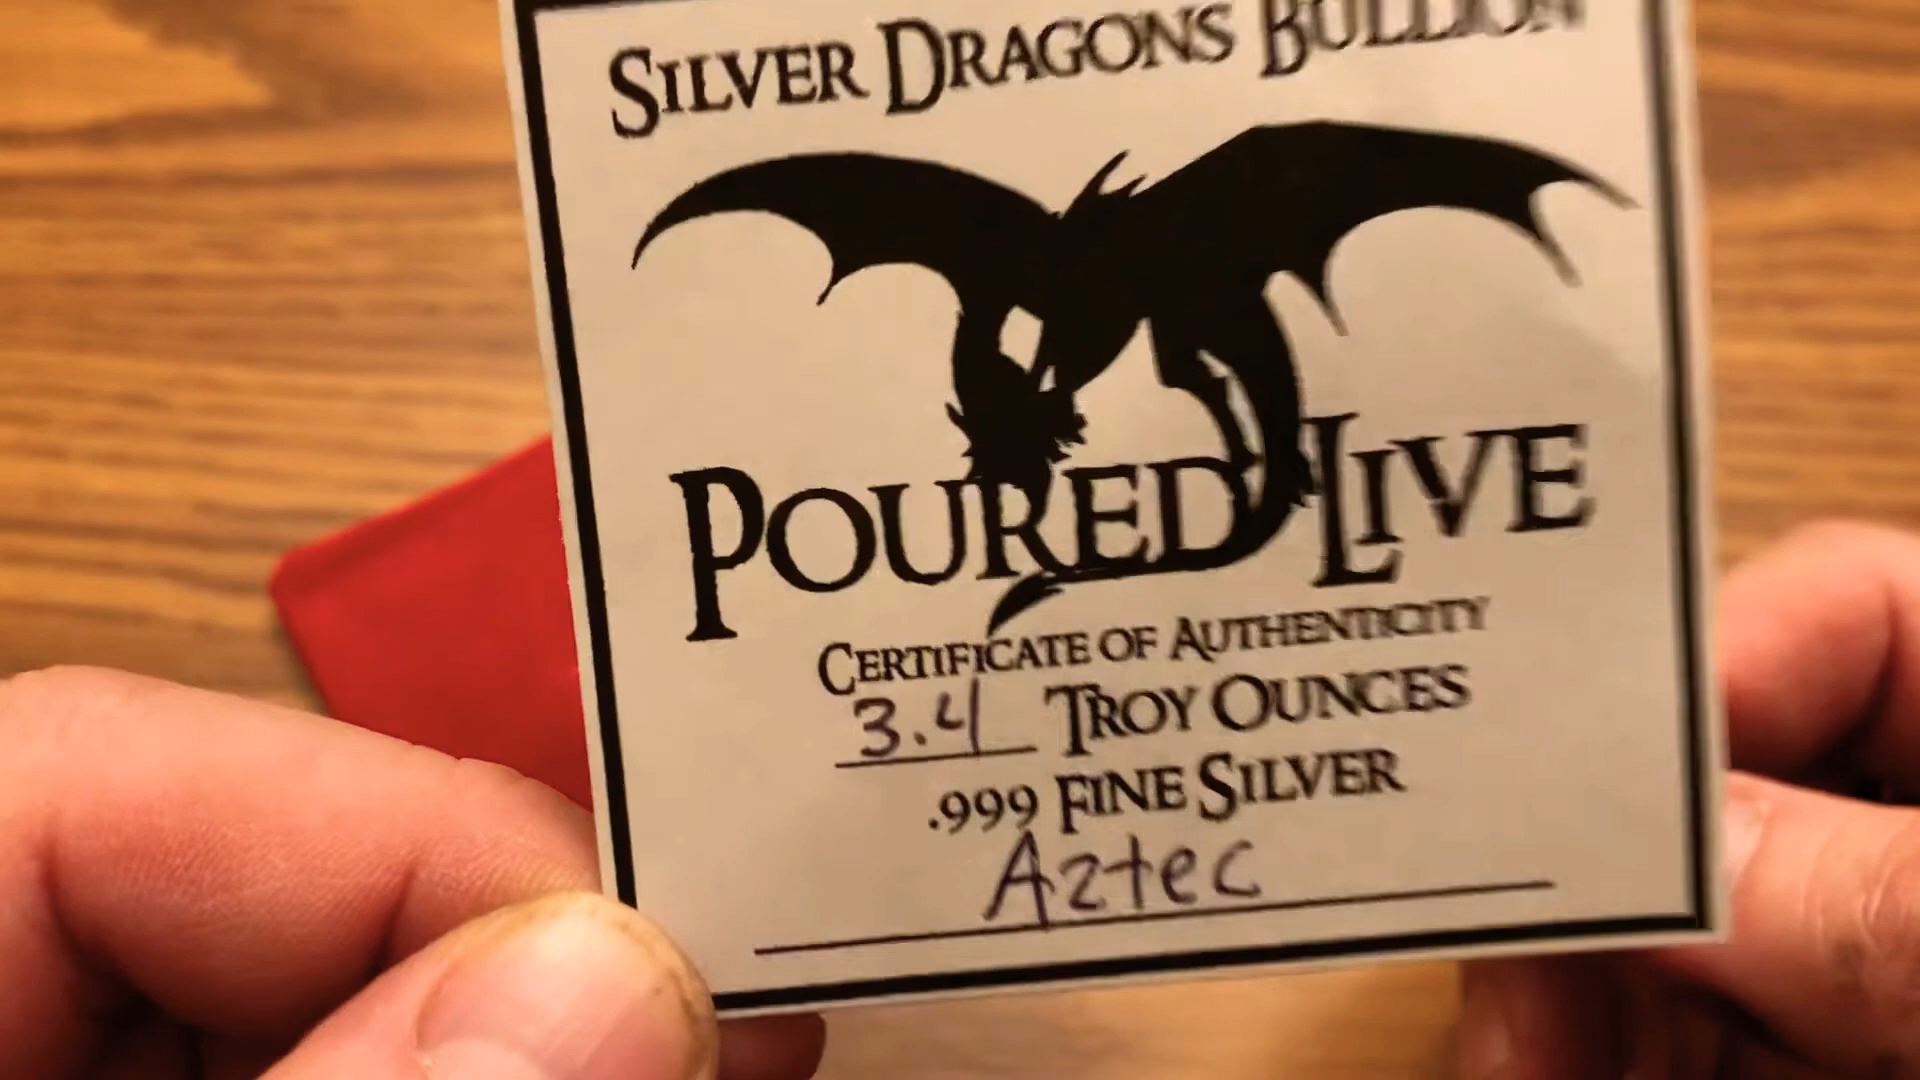 SILVER DRAGONS BULLION
POURED LIVE
CERTIFICATE OF AUTHENTICITY
3.4 TROY OUNCES
.999 FINE SILVER
Aztec